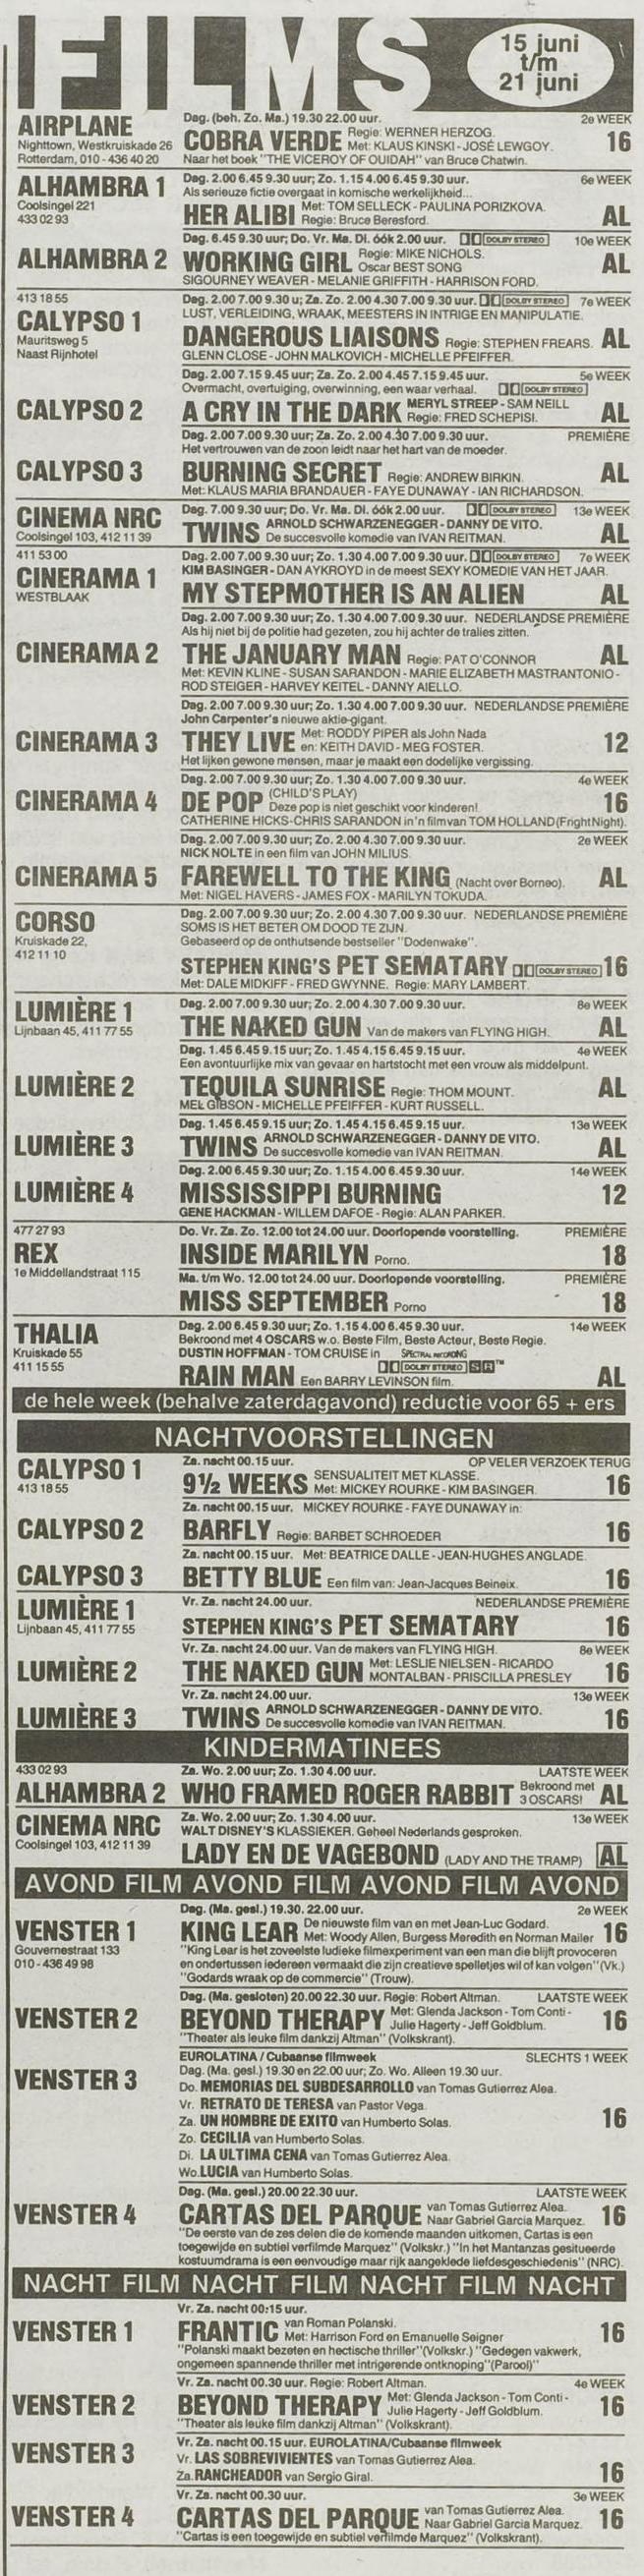 FILMS
15 juni
t/m
21 juni
Dag. (beh. Zo. Ma.) 19.30 22.00 uur. 2e WEEK
AIRPLANE
Nighttown, Westkruiskade 26
Rotterdam, 010 - 436 40 20
COBRA VERDE Regie: WERNER HERZOG.
Met: KLAUS KINSKI - JOSÉ LEWGOY. 16
Naar het boek "THE VICEROY OF OUIDAH" van Bruce Chatwin.
ALHAMBRA 1
Coolsingel 221
433 02 93
Dag. 2.00 6.45 9.30 uur; Zo. 1.15 4.00 6.45 9.30 uur. 6e WEEK
Als serieuze fictie overgaat in komische werkelijkheid...
HER ALIBI Met: TOM SELLECK - PAULINA PORIZKOVA.
Regie: Bruce Beresford. AL
ALHAMBRA 2
Dag. 6.45 9.30 uur; Do. Vr. Ma. Di. óók 2.00 uur. DOLBY STEREO 10e WEEK
WORKING GIRL Regie: MIKE NICHOLS.
Oscar BEST SONG AL
SIGOURNEY WEAVER - MELANIE GRIFFITH - HARRISON FORD.
413 18 55
CALYPSO 1
Mauritsweg 5
Naast Rijnhotel
Dag. 2.00 7.00 9.30 u; Za. Zo. 2.00 4.30 7.00 9.30 uur. DOLBY STEREO 7e WEEK
LUST, VERLEIDING, WRAAK, MEESTERS IN INTRIGE EN MANIPULATIE.
DANGEROUS LIAISONS Regie: STEPHEN FREARS. AL
GLENN CLOSE - JOHN MALKOVICH - MICHELLE PFEIFFER.
Dag. 2.00 7.15 9.45 uur; Za. Zo. 2.00 4.45 7.15 9.45 uur. 5e WEEK
Overmacht, overtuiging, overwinning, een waar verhaal. DOLBY STEREO
CALYPSO 2
A CRY IN THE DARK MERYL STREEP - SAM NEILL
Regie: FRED SCHEPISI. AL
Dag. 2.00 7.00 9.30 uur; Za. Zo. 2.00 4.30 7.00 9.30 uur. PREMIÈRE
Het vertrouwen van de zoon leidt naar het hart van de moeder.
CALYPSO 3
BURNING SECRET Regie: ANDREW BIRKIN. AL
Met: KLAUS MARIA BRANDAUER - FAYE DUNAWAY - IAN RICHARDSON.
CINEMA NRC
Coolsingel 103, 412 11 39
Dag. 7.00 9.30 uur; Do. Vr. Ma. Di. óók 2.00 uur. DOLBY STEREO 13e WEEK
TWINS ARNOLD SCHWARZENEGGER - DANNY DE VITO.
De succesvolle komedie van IVAN REITMAN. AL
411 53 00
CINERAMA 1
WESTBLAAK
Dag. 2.00 7.00 9.30 uur; Zo. 1.30 4.00 7.00 9.30 uur. DOLBY STEREO 7e WEEK
KIM BASINGER - DAN AYKROYD in de meest SEXY KOMEDIE VAN HET JAAR.
MY STEPMOTHER IS AN ALIEN AL
Dag. 2.00 7.00 9.30 uur; Zo. 1.30 4.00 7.00 9.30 uur. NEDERLANDSE PREMIÈRE
Als hij niet bij de politie had gezeten, zou hij achter de tralies zitten.
CINERAMA 2
THE JANUARY MAN Regie: PAT O'CONNOR AL
Met: KEVIN KLINE - SUSAN SARANDON - MARIE ELIZABETH MASTRANTONIO -
ROD STEIGER - HARVEY KEITEL - DANNY AIELLO.
Dag. 2.00 7.00 9.30 uur; Zo. 1.30 4.00 7.00 9.30 uur. NEDERLANDSE PREMIÈRE
John Carpenter's nieuwe aktie-gigant.
CINERAMA 3
THEY LIVE Met: RODDY PIPER als John Nada
en: KEITH DAVID - MEG FOSTER. 12
Het lijken gewone mensen, maar je maakt een dodelijke vergissing.
Dag. 2.00 7.00 9.30 uur; Zo. 1.30 4.00 7.00 9.30 uur. 4e WEEK
CINERAMA 4
DE POP (CHILD'S PLAY)
Deze pop is niet geschikt voor kinderen! 16
CATHERINE HICKS-CHRIS SARANDON in 'n film van TOM HOLLAND (Fright Night).
Dag. 2.00 7.00 9.30 uur; Zo. 2.00 4.30 7.00 9.30 uur. 2e WEEK
NICK NOLTE in een film van JOHN MILIUS.
CINERAMA 5
FAREWELL TO THE KING (Nacht over Borneo). AL
Met: NIGEL HAVERS - JAMES FOX - MARILYN TOKUDA.
CORSO
Kruiskade 22,
412 11 10
Dag. 2.00 7.00 9.30 uur; Zo. 2.00 4.30 7.00 9.30 uur. NEDERLANDSE PREMIÈRE
SOMS IS HET BETER OM DOOD TE ZIJN.
Gebaseerd op de onthutsende bestseller "Dodenwake".
STEPHEN KING'S PET SEMATARY DOLBY STEREO 16
Met: DALE MIDKIFF - FRED GWYNNE. Regie: MARY LAMBERT.
LUMIÈRE 1
Lijnbaan 45, 411 77 55
Dag. 2.00 7.00 9.30 uur; Zo. 2.00 4.30 7.00 9.30 uur. 8e WEEK
THE NAKED GUN Van de makers van FLYING HIGH. AL
Dag. 1.45 6.45 9.15 uur; Zo. 1.45 4.15 6.45 9.15 uur. 4e WEEK
Een avontuurlijke mix van gevaar en hartstocht met een vrouw als middelpunt.
LUMIÈRE 2
TEQUILA SUNRISE Regie: THOM MOUNT. AL
MEL GIBSON - MICHELLE PFEIFFER - KURT RUSSELL.
Dag. 1.45 6.45 9.15 uur; Zo. 1.45 4.15 6.45 9.15 uur. 13e WEEK
LUMIÈRE 3
TWINS ARNOLD SCHWARZENEGGER - DANNY DE VITO.
De succesvolle komedie van IVAN REITMAN. AL
Dag. 2.00 6.45 9.30 uur; Zo. 1.15 4.00 6.45 9.30 uur. 14e WEEK
LUMIÈRE 4
MISSISSIPPI BURNING 12
GENE HACKMAN - WILLEM DAFOE - Regie: ALAN PARKER.
477 27 93
REX
1e Middellandstraat 115
Do. Vr. Za. Zo. 12.00 tot 24.00 uur. Doorlopende voorstelling. PREMIÈRE
INSIDE MARILYN Porno. 18
Ma. t/m Wo. 12.00 tot 24.00 uur. Doorlopende voorstelling. PREMIÈRE
MISS SEPTEMBER Porno 18
THALIA
Kruiskade 55
411 15 55
Dag. 2.00 6.45 9.30 uur; Zo. 1.15 4.00 6.45 9.30 uur. 14e WEEK
Bekroond met 4 OSCARS w.o. Beste Film, Beste Acteur, Beste Regie.
DUSTIN HOFFMAN - TOM CRUISE in SPECTRAL RECORDING
DOLBY STEREO SR™
RAIN MAN Een BARRY LEVINSON film. AL
de hele week (behalve zaterdagavond) reductie voor 65 + ers
NACHTVOORSTELLINGEN
CALYPSO 1
413 18 55
Za. nacht 00.15 uur. OP VELER VERZOEK TERUG
9½ WEEKS SENSUALITEIT MET KLASSE.
Met: MICKEY ROURKE - KIM BASINGER 16
Za. nacht 00.15 uur. MICKEY ROURKE - FAYE DUNAWAY in:
CALYPSO 2
BARFLY Regie: BARBET SCHROEDER 16
Za. nacht 00.15 uur. Met: BEATRICE DALLE - JEAN-HUGHES ANGLADE.
CALYPSO 3
BETTY BLUE Een film van: Jean-Jacques Beineix. 16
LUMIÈRE 1
Lijnbaan 45, 411 77 55
Vr. Za. nacht 24.00 uur. NEDERLANDSE PREMIÈRE
STEPHEN KING'S PET SEMATARY 16
Vr. Za. nacht 24.00 uur. Van de makers van FLYING HIGH. 8e WEEK
LUMIÈRE 2
THE NAKED GUN Met: LESLIE NIELSEN - RICARDO
MONTALBAN - PRISCILLA PRESLEY 16
Vr. Za. nacht 24.00 uur. 13e WEEK
LUMIÈRE 3
TWINS ARNOLD SCHWARZENEGGER - DANNY DE VITO.
De succesvolle komedie van IVAN REITMAN. 16
KINDERMATINEES
433 02 93
ALHAMBRA 2
Za. Wo. 2.00 uur; Zo. 1.30 4.00 uur. LAATSTE WEEK
WHO FRAMED ROGER RABBIT Bekroond met
3 OSCARS! AL
CINEMA NRC
Coolsingel 103, 412 11 39
Za. Wo. 2.00 uur; Zo. 1.30 4.00 uur. 13e WEEK
WALT DISNEY'S KLASSIEKER. Geheel Nederlands gesproken.
LADY EN DE VAGEBOND (LADY AND THE TRAMP) AL
AVOND FILM AVOND FILM AVOND FILM AVOND
VENSTER 1
Gouvernestraat 133
010 - 436 49 98
Dag. (Ma. gesl.) 19.30. 22.00 uur. 2e WEEK
KING LEAR De nieuwste film van en met Jean-Luc Godard.
Met: Woody Allen, Burgess Meredith en Norman Mailer 16
"King Lear is het zoveelste ludieke filmexperiment van een man die blijft provoceren
en ondertussen iedereen vermaakt die zijn creatieve spelletjes wil of kan volgen" (Vk.)
"Godards wraak op de commercie" (Trouw).
Dag. (Ma. gesloten) 20.00 22.30 uur. Regie: Robert Altman. LAATSTE WEEK
VENSTER 2
BEYOND THERAPY Met: Glenda Jackson - Tom Conti -
Julie Hagerty - Jeff Goldblum. 16
"Theater als leuke film dankzij Altman" (Volkskrant).
EUROLATINA / Cubaanse filmweek SLECHTS 1 WEEK
VENSTER 3
Dag. (Ma. gesl.) 19.30 en 22.00 uur; Zo. Wo. Alleen 19.30 uur.
Do. MEMORIAS DEL SUBDESARROLLO van Tomas Gutierrez Alea.
Vr. RETRATO DE TERESA van Pastor Vega.
Za. UN HOMBRE DE EXITO van Humberto Solas. 16
Zo. CECILIA van Humberto Solas.
Di. LA ULTIMA CENA van Tomas Gutierrez Alea.
Wo. LUCIA van Humberto Solas.
Dag. (Ma. gesl.) 20.00 22.30 uur. LAATSTE WEEK
VENSTER 4
CARTAS DEL PARQUE van Tomas Gutierrez Alea.
Naar Gabriel Garcia Marquez. 16
"De eerste van de zes delen die de komende maanden uitkomen, Cartas is een
toegewijde en subtiel verfilmde Marquez" (Volkskr.) "In het Mantanzas gesitueerde
kostuumdrama is een eenvoudige maar rijk aangeklede liefdesgeschiedenis" (NRC).
NACHT FILM NACHT FILM NACHT FILM NACHT
Vr. Za. nacht 00:15 uur.
VENSTER 1
FRANTIC van Roman Polanski.
Met: Harrison Ford en Emanuelle Seigner 16
"Polanski maakt bezeten en hectische thriller" (Volkskr.) "Gedegen vakwerk,
ongemeen spannende thriller met intrigerende ontknoping" (Parool)"
Vr. Za. nacht 00.30 uur. Regie: Robert Altman. 4e WEEK
VENSTER 2
BEYOND THERAPY Met: Glenda Jackson - Tom Conti -
Julie Hagerty - Jeff Goldblum. 16
"Theater als leuke film dankzij Altman" (Volkskrant).
Vr. Za. nacht 00.15 uur. EUROLATINA/Cubaanse filmweek
VENSTER 3
Vr. LAS SOBREVIVIENTES van Tomas Gutierrez Alea.
Za. RANCHEADOR van Sergio Giral. 16
Vr. Za. nacht 00.30 uur. 3e WEEK
VENSTER 4
CARTAS DEL PARQUE van Tomas Gutierrez Alea.
Naar Gabriel Garcia Marquez. 16
"Cartas is een toegewijde en subtiel verfilmde Marquez" (Volkskrant).